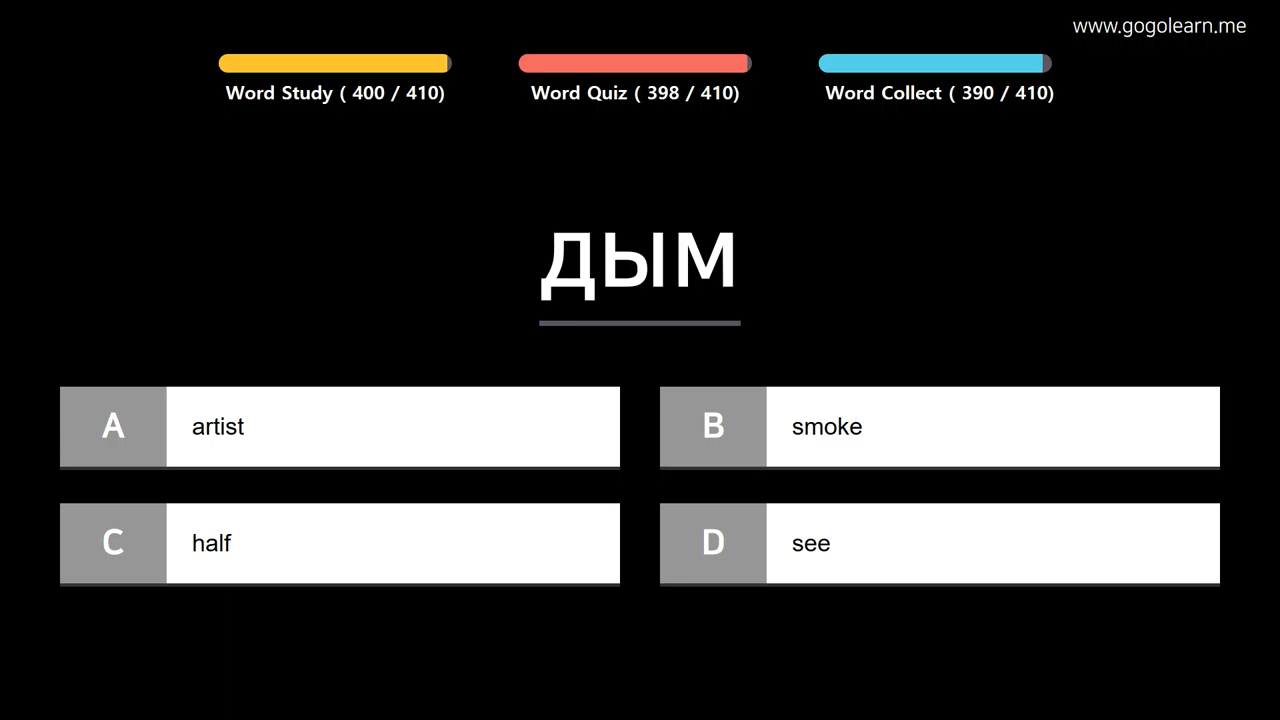 www.gogolearn.me
Word Study ( 400 / 410)
Word Quiz ( 398 / 410)
Word Collect ( 390 / 410)
дым
A artist
B smoke
C half
D see